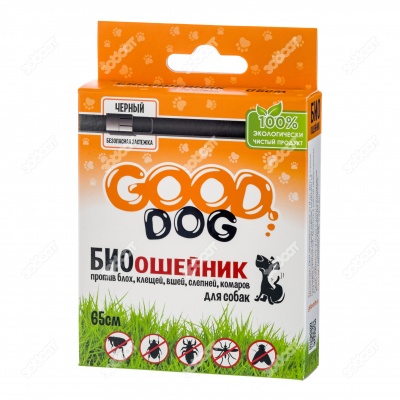 ЧЕРНЫЙ
БЕЗОПАСНАЯ ЗАСТЕЖКА
100%
ЭКОЛОГИЧЕСКИ
ЧИСТЫЙ ПРОДУКТ
GOOD
DOG
БИООШЕЙНИК
против блох, клещей, вшей, слепней, комаров
для собак
65см
БИО
ОШЕЙНИК